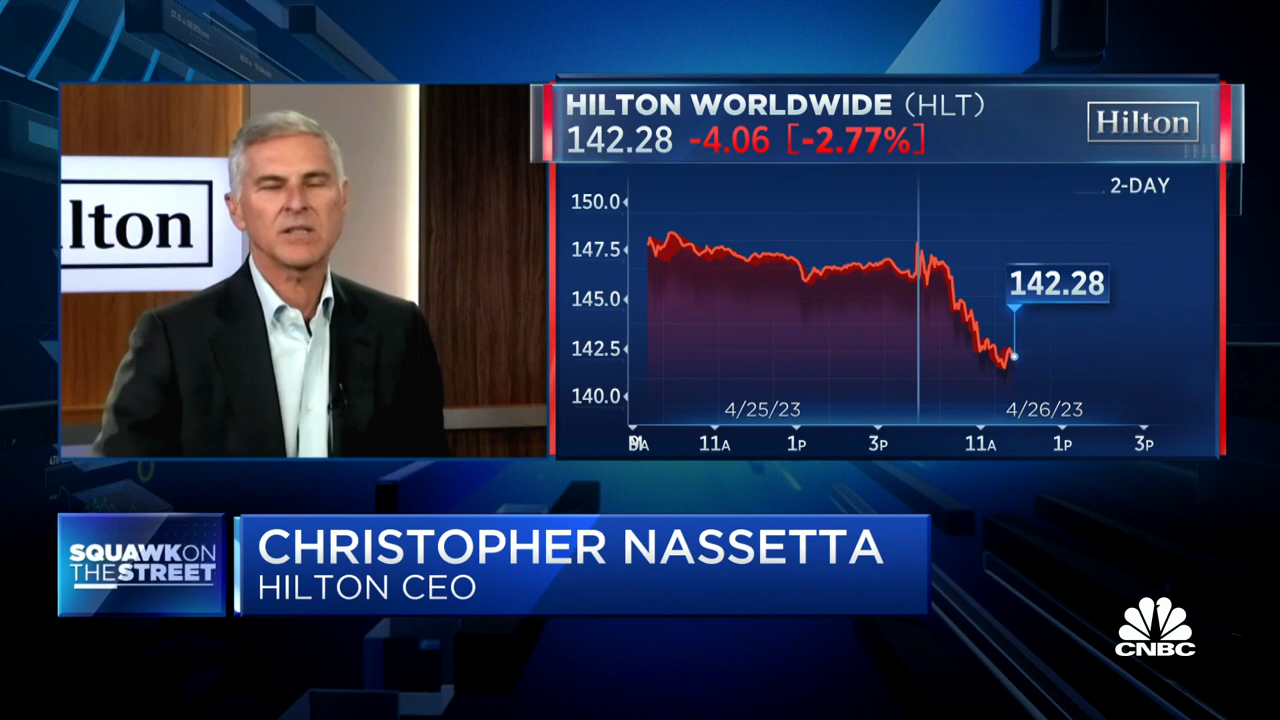 lton
HILTON WORLDWIDE (HLT)
142.28 -4.06 [-2.77%]
Hilton
2-DAY
150.0
147.5
145.0
142.5
140.0
142.28
4/25/23
4/26/23
11A 1P 3P 11A 1P 3P
SQUAWK ON
THE STREET
CHRISTOPHER NASSETTA
HILTON CEO
CNBC